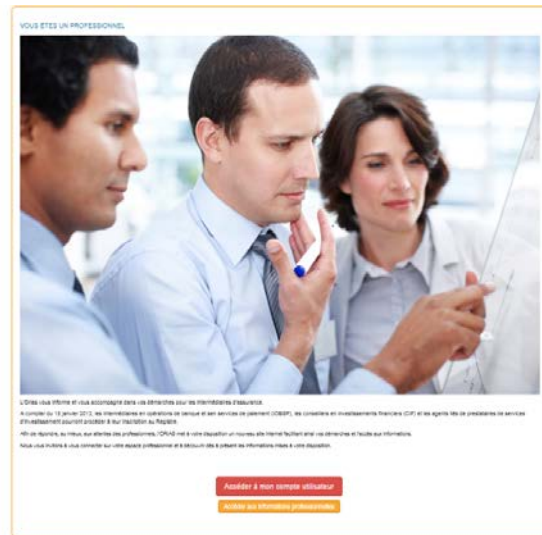 VOUS ÊTES UN PROFESSIONNEL
L'Orias vous informe et vous accompagne dans vos démarches pour les intermédiaires d'assurance.
A compter du 15 janvier 2013, les intermédiaires en opérations de banque et en services de paiement (IOBSP), les conseillers en investissements financiers (CIF) et les agents liés de prestataires de services
d'investissement pourront procéder à leur inscription au Registre.
Afin de répondre, au mieux, aux attentes des professionnels, l'ORIAS met à votre disposition un nouveau site internet facilitant ainsi vos démarches et l'accès aux informations.
Nous vous invitons à vous connecter sur votre espace professionnel et à découvrir dès à présent les informations mises à votre disposition.
Accéder à mon compte utilisateur
Accéder aux informations professionnelles